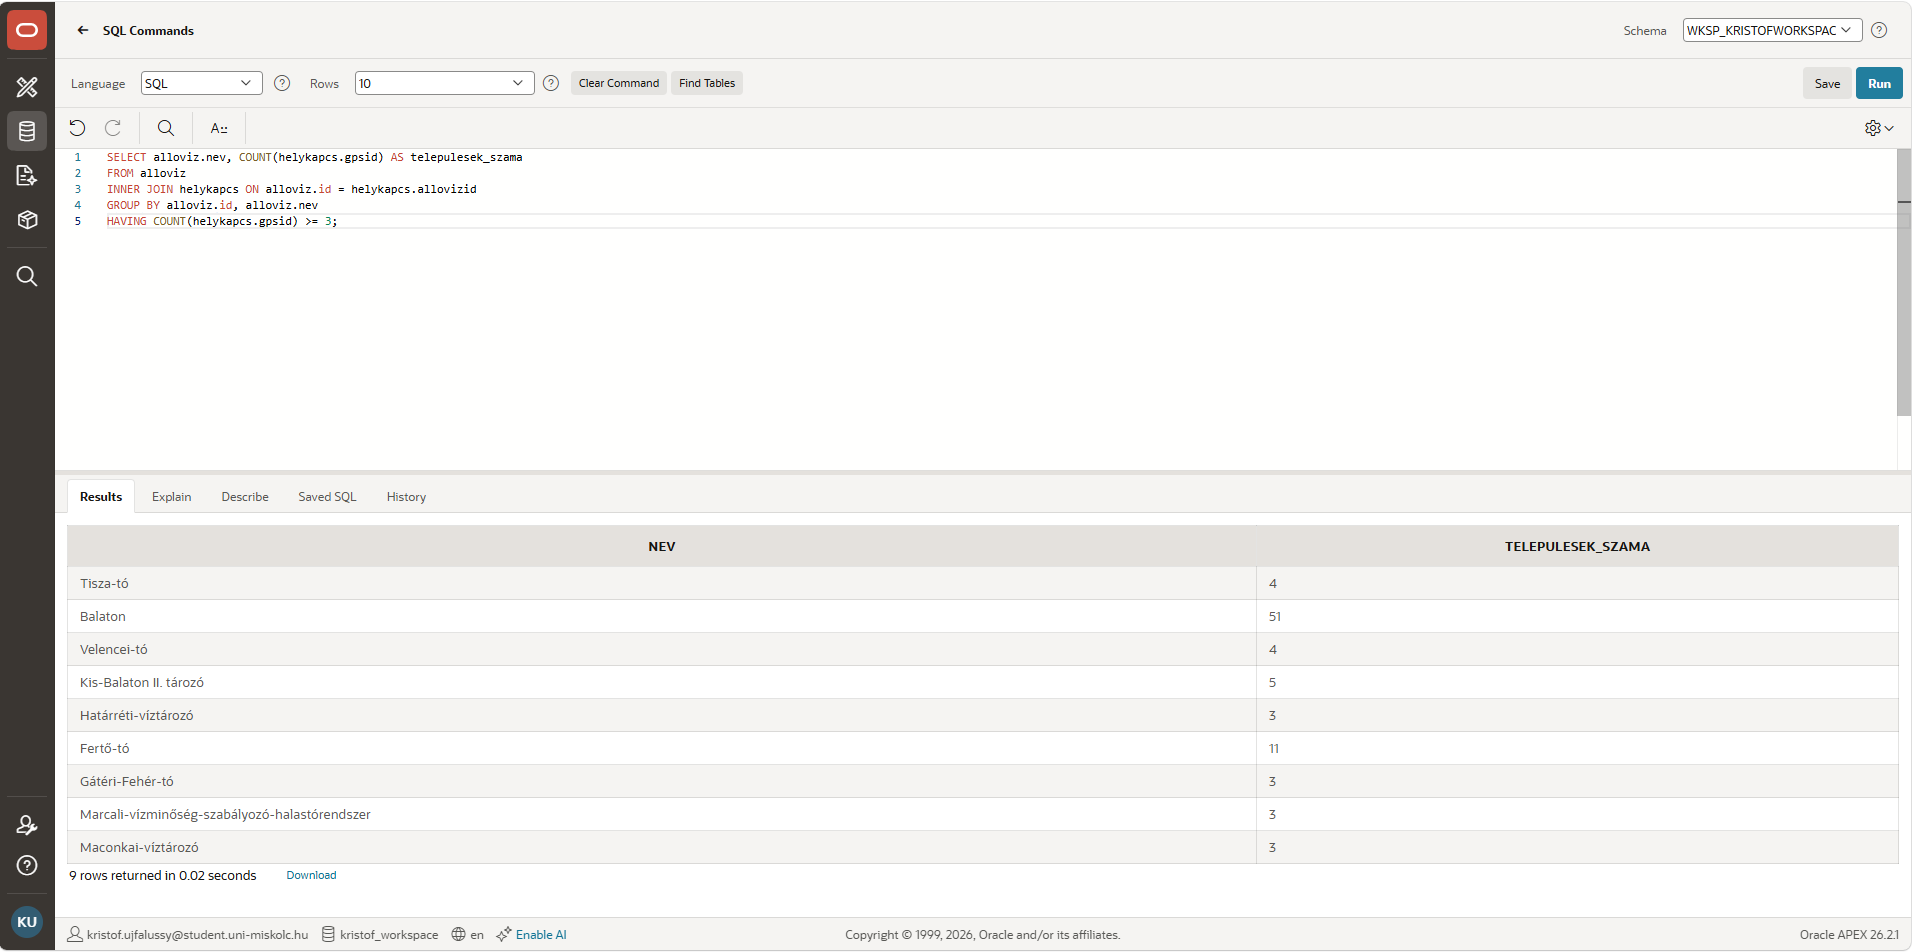 SQL Commands
Schema WKSP_KRISTOFWORKSPAC
Language SQL Rows 10 Clear Command Find Tables Save Run
1 SELECT alloviz.nev, COUNT(helykapcs.gpsid) AS telepulesek_szama
2 FROM alloviz
3 INNER JOIN helykapcs ON alloviz.id = helykapcs.allovizid
4 GROUP BY alloviz.id, alloviz.nev
5 HAVING COUNT(helykapcs.gpsid) >= 3;
Results Explain Describe Saved SQL History
NEV TELEPULESEK_SZAMA
Tisza-tó 4
Balaton 51
Velencei-tó 4
Kis-Balaton II. tározó 5
Határréti-víztározó 3
Fertő-tó 11
Gátéri-Fehér-tó 3
Marcali-vízminőség-szabályozó-halastórendszer 3
Maconkai-víztározó 3
9 rows returned in 0.02 seconds Download
KU
kristof.ujfalussy@student.uni-miskolc.hu kristof_workspace en Enable AI Copyright © 1999, 2026, Oracle and/or its affiliates. Oracle APEX 26.2.1